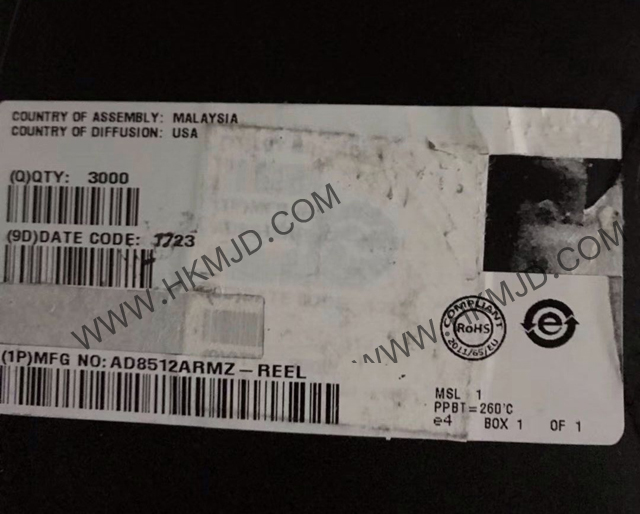 COUNTRY OF ASSEMBLY: MALAYSIA
COUNTRY OF DIFFUSION: USA
(Q)QTY: 3000
(9D)DATE CODE: 1723
(1P)MFG NO: AD8512ARMZ-REEL
COMPLIANT
RoHS
2011/65/EU
e
MSL 1
PPBT=260°C
e4 BOX 1 OF 1
WWW.HKMJD.COM
WWW.HKMJD.COM